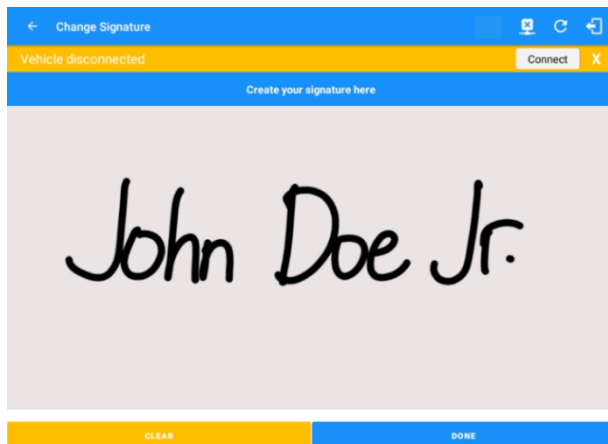 Change Signature
Vehicle disconnected Connect X
Create your signature here
John Doe Jr.
CLEAR DONE